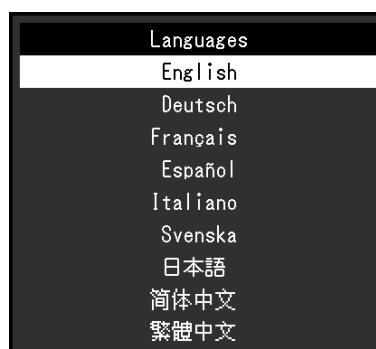 Languages
English
Deutsch
Français
Español
Italiano
Svenska
日本語
简体中文
繁體中文